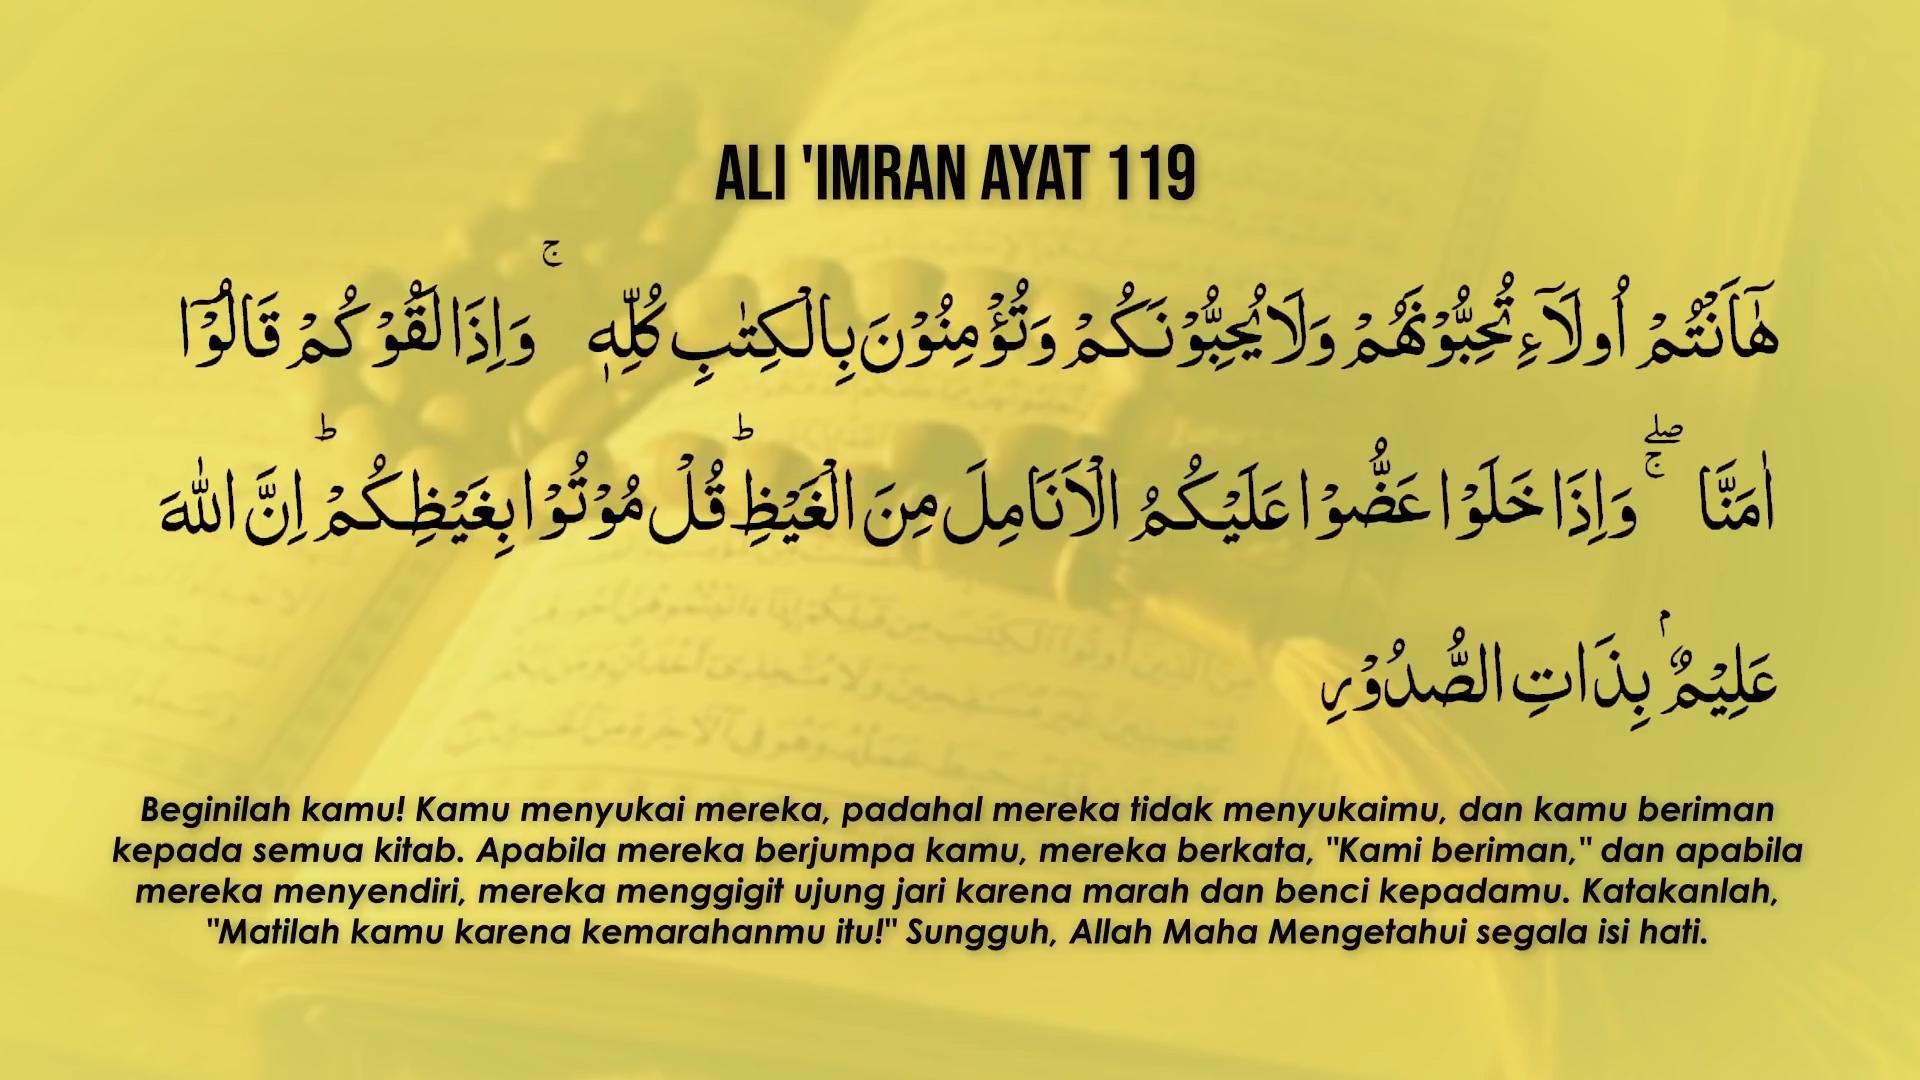 ALI 'IMRAN AYAT 119
هٰٓاَنْتُمْ اُولَاۤءِ تُحِبُّوْنَهُمْ وَلَا يُحِبُّوْنَكُمْ وَتُؤْمِنُوْنَ بِالْكِتٰبِ كُلِّهٖ ۚ وَاِذَا لَقُوْكُمْ قَالُوْٓا
اٰمَنَّا ۖۚ وَاِذَا خَلَوْا عَضُّوْا عَلَيْكُمُ الْاَنَامِلَ مِنَ الْغَيْظِۗ قُلْ مُوْتُوْا بِغَيْظِكُمْۗ اِنَّ اللّٰهَ
عَلِيْمٌ ۢبِذَاتِ الصُّدُوْرِ
Beginilah kamu! Kamu menyukai mereka, padahal mereka tidak menyukaimu, dan kamu beriman
kepada semua kitab. Apabila mereka berjumpa kamu, mereka berkata, "Kami beriman," dan apabila
mereka menyendiri, mereka menggigit ujung jari karena marah dan benci kepadamu. Katakanlah,
"Matilah kamu karena kemarahanmu itu!" Sungguh, Allah Maha Mengetahui segala isi hati.